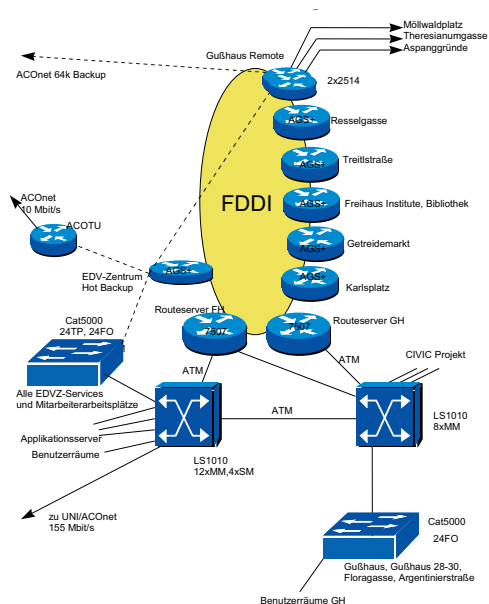 Möllwaldplatz
Theresianumgasse
Aspanggründe
Gußhaus Remote
ACOnet 64k Backup
2x2514
AGS+
Resselgasse
AGS+
Treitlstraße
FDDI
AGS+
Freihaus Institute, Bibliothek
ACOnet
10 Mbit/s
ACOTU
AGS+
Getreidemarkt
EDV-Zentrum
Hot Backup
AGS+
AGS+
Karlsplatz
Routeserver FH
7507
7507
Routeserver GH
Cat5000
24TP, 24FO
ATM
ATM
CIVIC Projekt
Alle EDVZ-Services
und Mitarbeiterarbeitsplätze
ATM
LS1010
8xMM
Applikationsserver
Benutzerräume
LS1010
12xMM,4xSM
zu UNI/ACOnet
155 Mbit/s
Cat5000
24FO
Gußhaus, Gußhaus 28-30,
Floragasse, Argentinierstraße
Benutzerräume GH